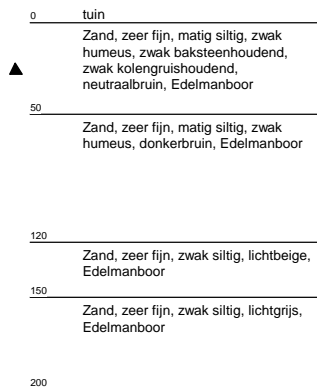 0 tuin
Zand, zeer fijn, matig siltig, zwak
humeus, zwak baksteenhoudend,
zwak kolengruishoudend,
neutraalbruin, Edelmanboor
50
Zand, zeer fijn, matig siltig, zwak
humeus, donkerbruin, Edelmanboor
120
Zand, zeer fijn, zwak siltig, lichtbeige,
Edelmanboor
150
Zand, zeer fijn, zwak siltig, lichtgrijs,
Edelmanboor
200